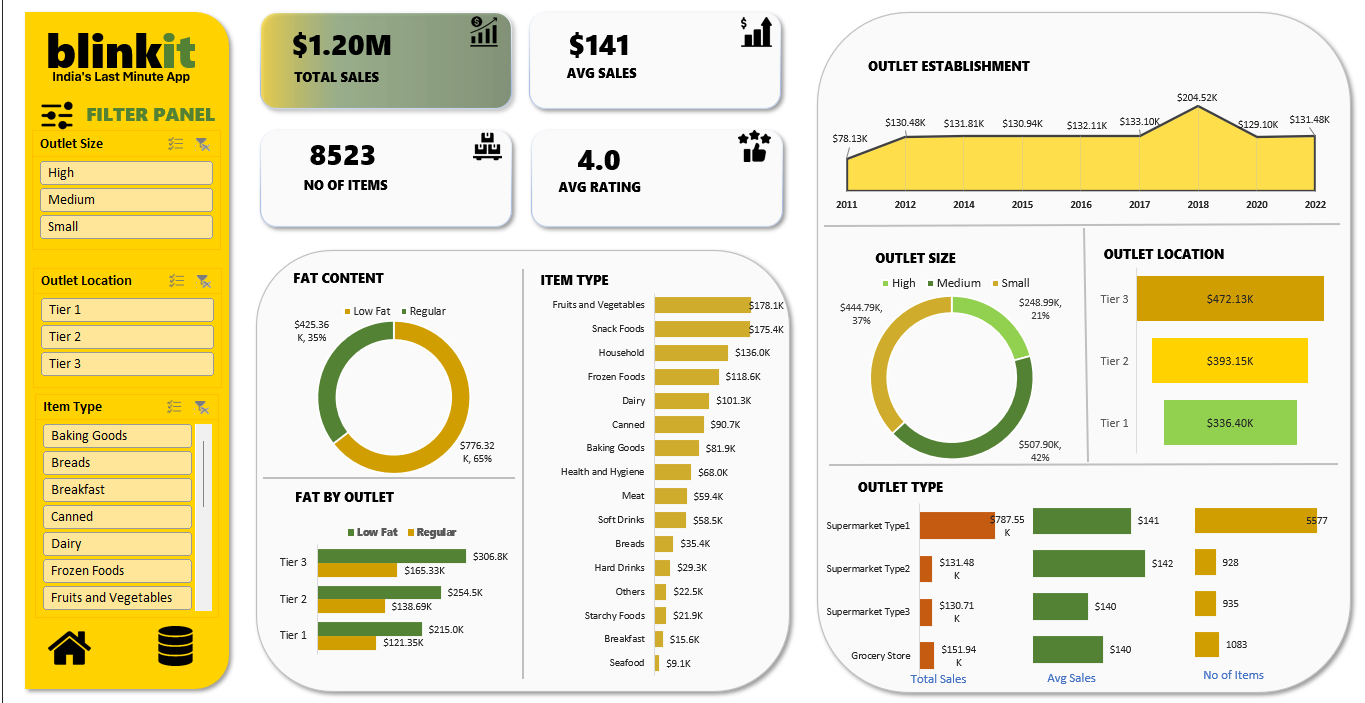 blinkit
India's Last Minute App
FILTER PANEL
Outlet Size
High
Medium
Small
Outlet Location
Tier 1
Tier 2
Tier 3
Item Type
Baking Goods
Breads
Breakfast
Canned
Dairy
Frozen Foods
Fruits and Vegetables
$1.20M
TOTAL SALES
$
$141
AVG SALES
$
8523
NO OF ITEMS
4.0
AVG RATING
FAT CONTENT
Low Fat Regular
$425.36
K, 35%
$776.32
K, 65%
FAT BY OUTLET
Low Fat Regular
Tier 3 $306.8K
$165.33K
Tier 2 $254.5K
$138.69K
Tier 1 $215.0K
$121.35K
ITEM TYPE
Fruits and Vegetables $178.1K
Snack Foods $175.4K
Household $136.0K
Frozen Foods $118.6K
Dairy $101.3K
Canned $90.7K
Baking Goods $81.9K
Health and Hygiene $68.0K
Meat $59.4K
Soft Drinks $58.5K
Breads $35.4K
Hard Drinks $29.3K
Others $22.5K
Starchy Foods $21.9K
Breakfast $15.6K
Seafood $9.1K
OUTLET ESTABLISHMENT
$78.13K $130.48K $131.81K $130.94K $132.11K $133.10K $204.52K $129.10K $131.48K
2011 2012 2014 2015 2016 2017 2018 2020 2022
OUTLET SIZE
High Medium Small
$444.79K,
37%
$248.99K,
21%
$507.90K,
42%
OUTLET LOCATION
Tier 3 $472.13K
Tier 2 $393.15K
Tier 1 $336.40K
OUTLET TYPE
Supermarket Type1 $787.55
K $141 5577
Supermarket Type2 $131.48
K $142 928
Supermarket Type3 $130.71
K $140 935
Grocery Store $151.94
K $140 1083
Total Sales Avg Sales No of Items